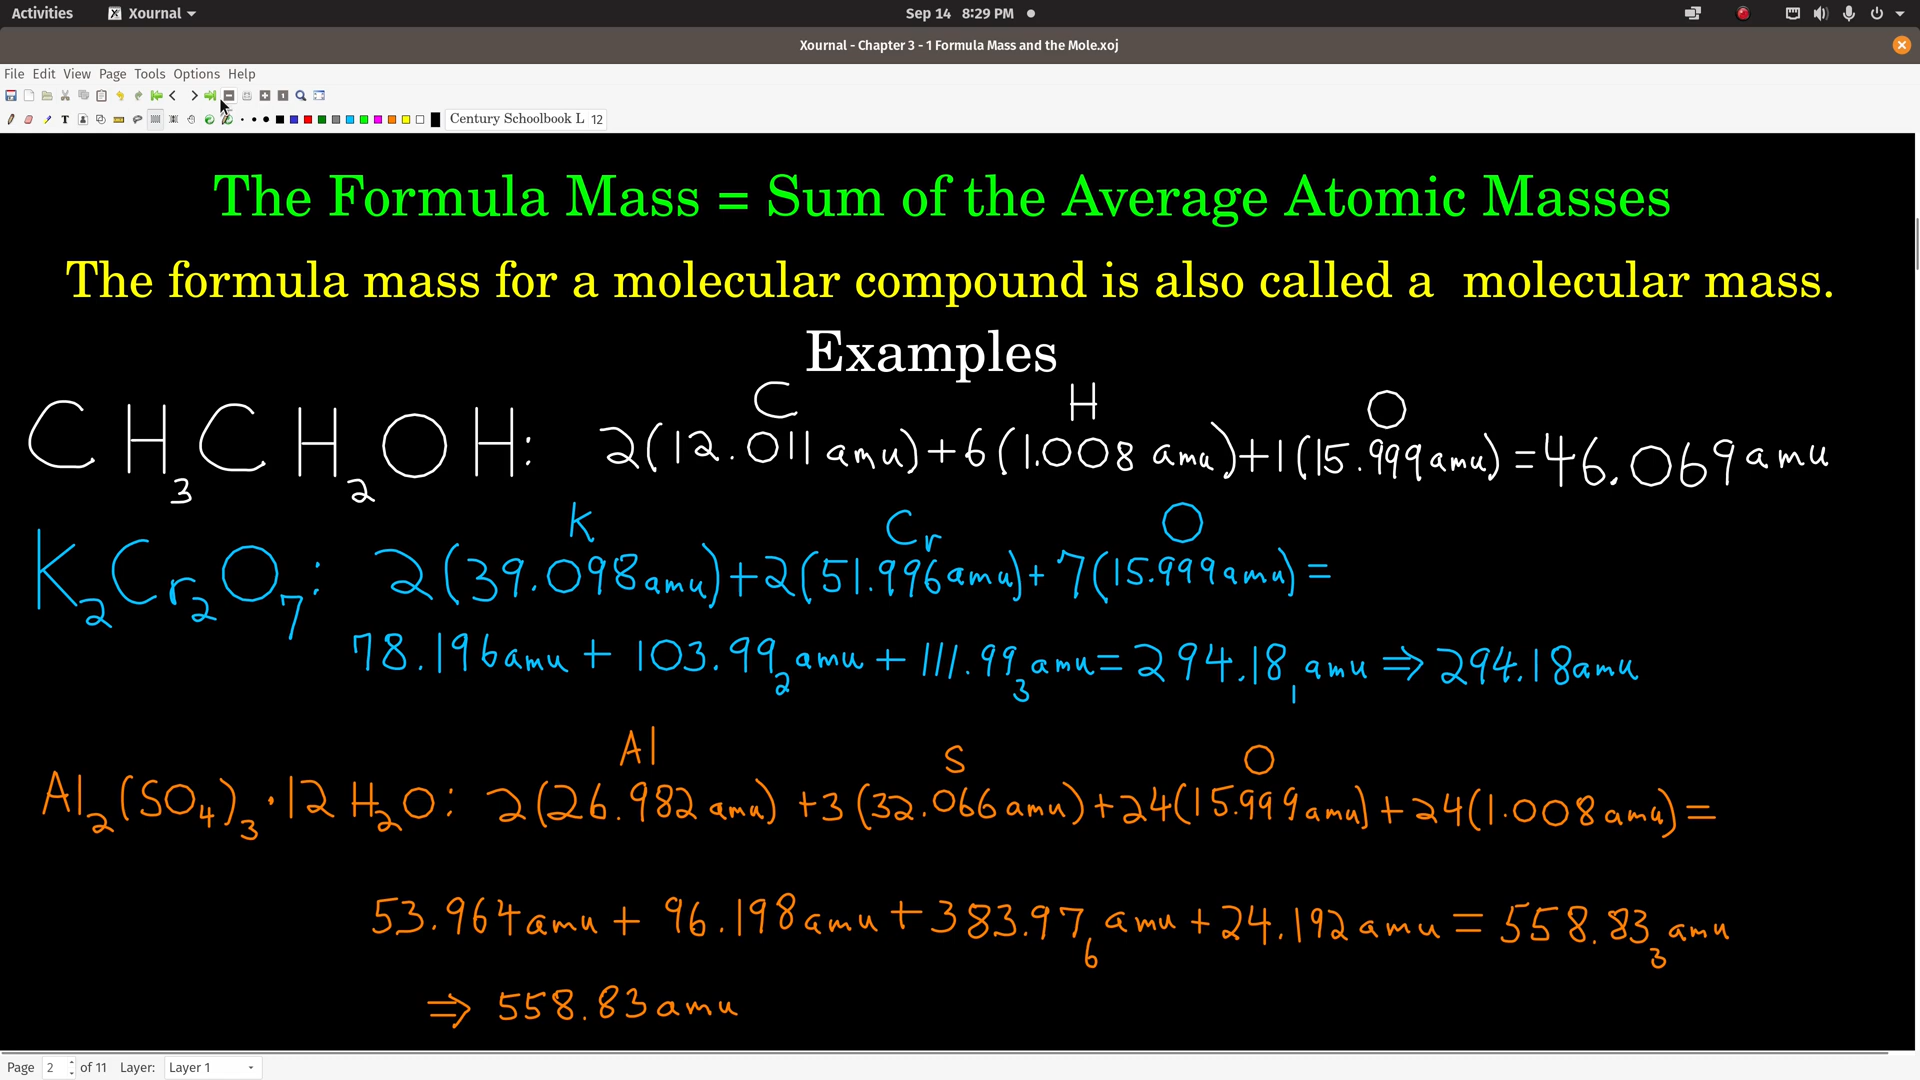 Activities Xournal Sep 14 8:29 PM
Xournal - Chapter 3 - 1 Formula Mass and the Mole.xoj
File Edit View Page Tools Options Help
Century Schoolbook L 12
The Formula Mass = Sum of the Average Atomic Masses
The formula mass for a molecular compound is also called a molecular mass.
Examples
C H O
CH₃CH₂OH: 2(12.011 amu)+6(1.008 amu)+1(15.999 amu)=46.069 amu
K Cr O
K₂Cr₂O₇: 2(39.098 amu)+2(51.996 amu)+7(15.999 amu)=
78.196 amu + 103.99₂ amu + 111.99₃ amu = 294.18₁ amu ⇒ 294.18 amu
Al S O
Al₂(SO₄)₃·12 H₂O: 2(26.982 amu)+3(32.066 amu)+24(15.999 amu)+24(1.008 amu)=
53.964 amu + 96.198 amu + 383.97₆ amu + 24.192 amu = 558.83₃ amu
⇒ 558.83 amu
Page 2 of 11 Layer: Layer 1